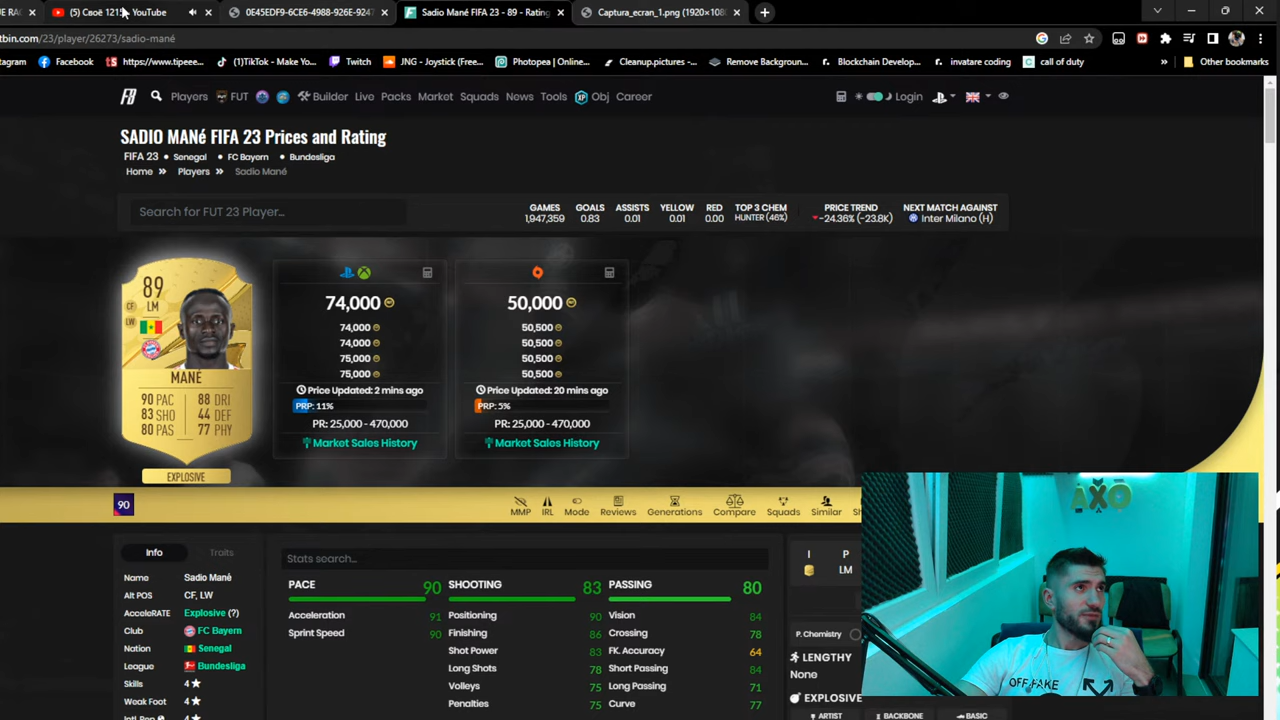 (5) Своё 121 YouTube
0E45EDF9-6CE6-4988-926E-9247
Sadio Mané FIFA 23 - 89 - Rating
Captura_ecran_1.png (1920×108
tbin.com/23/player/26273/sadio-mané
tagram
Facebook
https://www.tipeee...
(1)TikTok - Make Yo...
Twitch
JNG - Joystick (Free...
Photopea | Online...
Cleanup.pictures -...
Remove Backgroun...
Blockchain Develop...
invatare coding
call of duty
»
Other bookmarks
FB
Players
FUT
Builder
Live
Packs
Market
Squads
News
Tools
XP
Obj
Career
Login
SADIO MANé FIFA 23 Prices and Rating
FIFA 23 • Senegal • FC Bayern • Bundesliga
Home » Players » Sadio Mané
Search for FUT 23 Player...
GAMES
1,947,359
GOALS
0.83
ASSISTS
0.01
YELLOW
0.01
RED
0.00
TOP 3 CHEM
HUNTER (46%)
PRICE TREND
-24.36% (-23.8K)
NEXT MATCH AGAINST
Inter Milano (H)
89
LM
CF
LW
MANÉ
90 PAC 88 DRI
83 SHO 44 DEF
80 PAS 77 PHY
EXPLOSIVE
74,000
74,000
74,000
75,000
75,000
Price Updated: 2 mins ago
PRP: 11%
PR: 25,000 - 470,000
Market Sales History
50,000
50,500
50,500
50,500
50,500
Price Updated: 20 mins ago
PRP: 5%
PR: 25,000 - 470,000
Market Sales History
90
MMP
IRL
Mode
Reviews
Generations
Compare
Squads
Similar
Info
Traits
Name Sadio Mané
Alt POS CF, LW
AcceleRATE Explosive (?)
Club FC Bayern
Nation Senegal
League Bundesliga
Skills 4★
Weak Foot 4★
Stats search...
PACE 90
Acceleration 91
Sprint Speed 90
SHOOTING 83
Positioning 90
Finishing 86
Shot Power 83
Long Shots 78
Volleys 75
Penalties 75
PASSING 80
Vision 84
Crossing 78
FK. Accuracy 64
Short Passing 84
Long Passing 71
Curve 77
I P
LM
P. Chemistry
LENGTHY
None
EXPLOSIVE
ARTIST
BACKBONE
BASIC
AXO
OFF FAKE